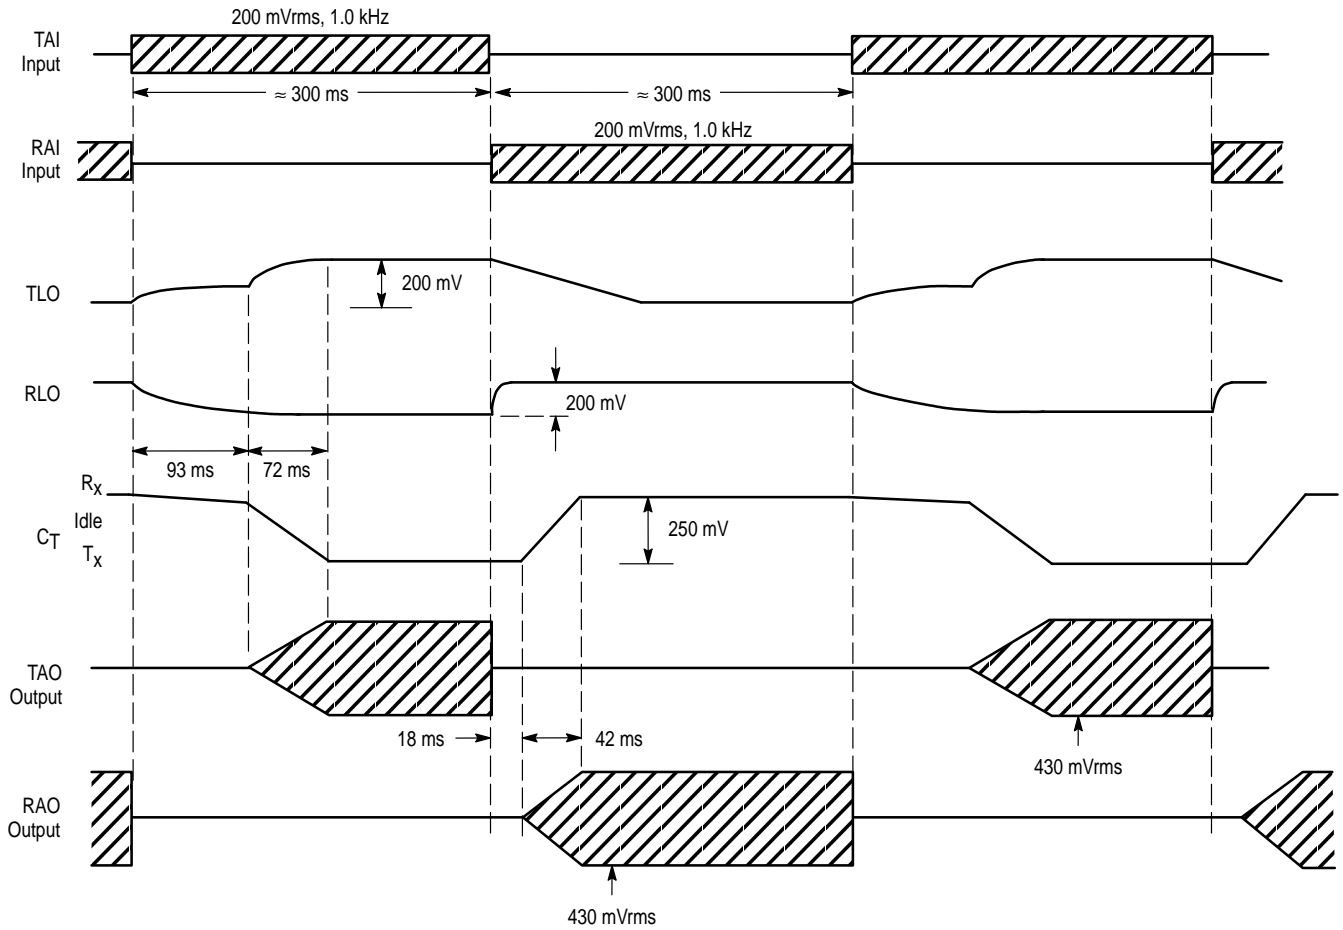 200 mVrms, 1.0 kHz
TAI
Input
≈ 300 ms
≈ 300 ms
200 mVrms, 1.0 kHz
RAI
Input
TLO
200 mV
RLO
200 mV
93 ms
72 ms
RX
Idle
CT
TX
250 mV
TAO
Output
18 ms
42 ms
430 mVrms
RAO
Output
430 mVrms